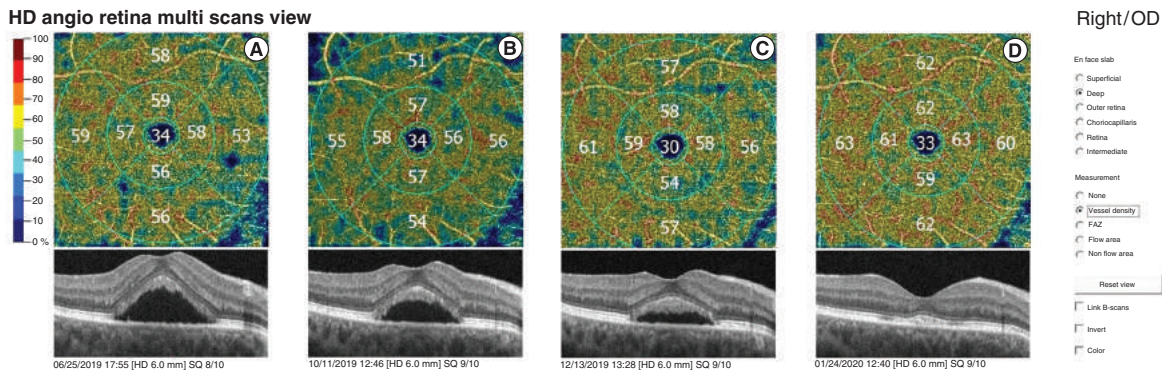 HD angio retina multi scans view
Right/OD
100
90
80
70
60
50
40
30
20
10
0 %
A
58
59
59 57 34 58 53
56
56
B
51
57
55 58 34 56 56
57
54
C
57
58
61 59 30 58 56
54
57
D
62
62
63 61 33 63 60
59
62
06/25/2019 17:55 [HD 6.0 mm] SQ 8/10
10/11/2019 12:46 [HD 6.0 mm] SQ 9/10
12/13/2019 13:28 [HD 6.0 mm] SQ 9/10
01/24/2020 12:40 [HD 6.0 mm] SQ 9/10
En face slab
Superficial
Deep
Outer retina
Choriocapillaris
Retina
Intermediate
Measurement
None
Vessel density
FAZ
Flow area
Non flow area
Reset view
Link B-scans
Invert
Color